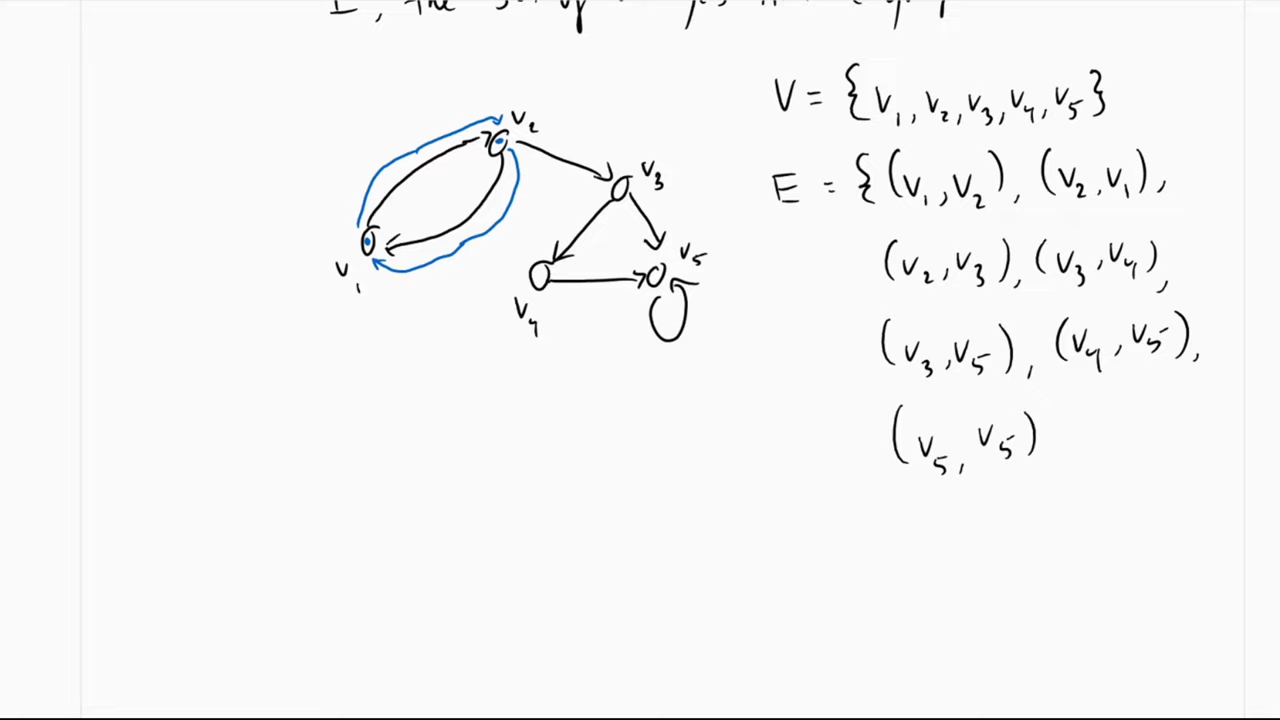 V = {v₁, v₂, v₃, v₄, v₅}
E = {(v₁, v₂), (v₂, v₁),
(v₂, v₃), (v₃, v₄),
(v₃, v₅), (v₄, v₅),
(v₅, v₅)
v₂
v₃
v₁
v₅
v₄